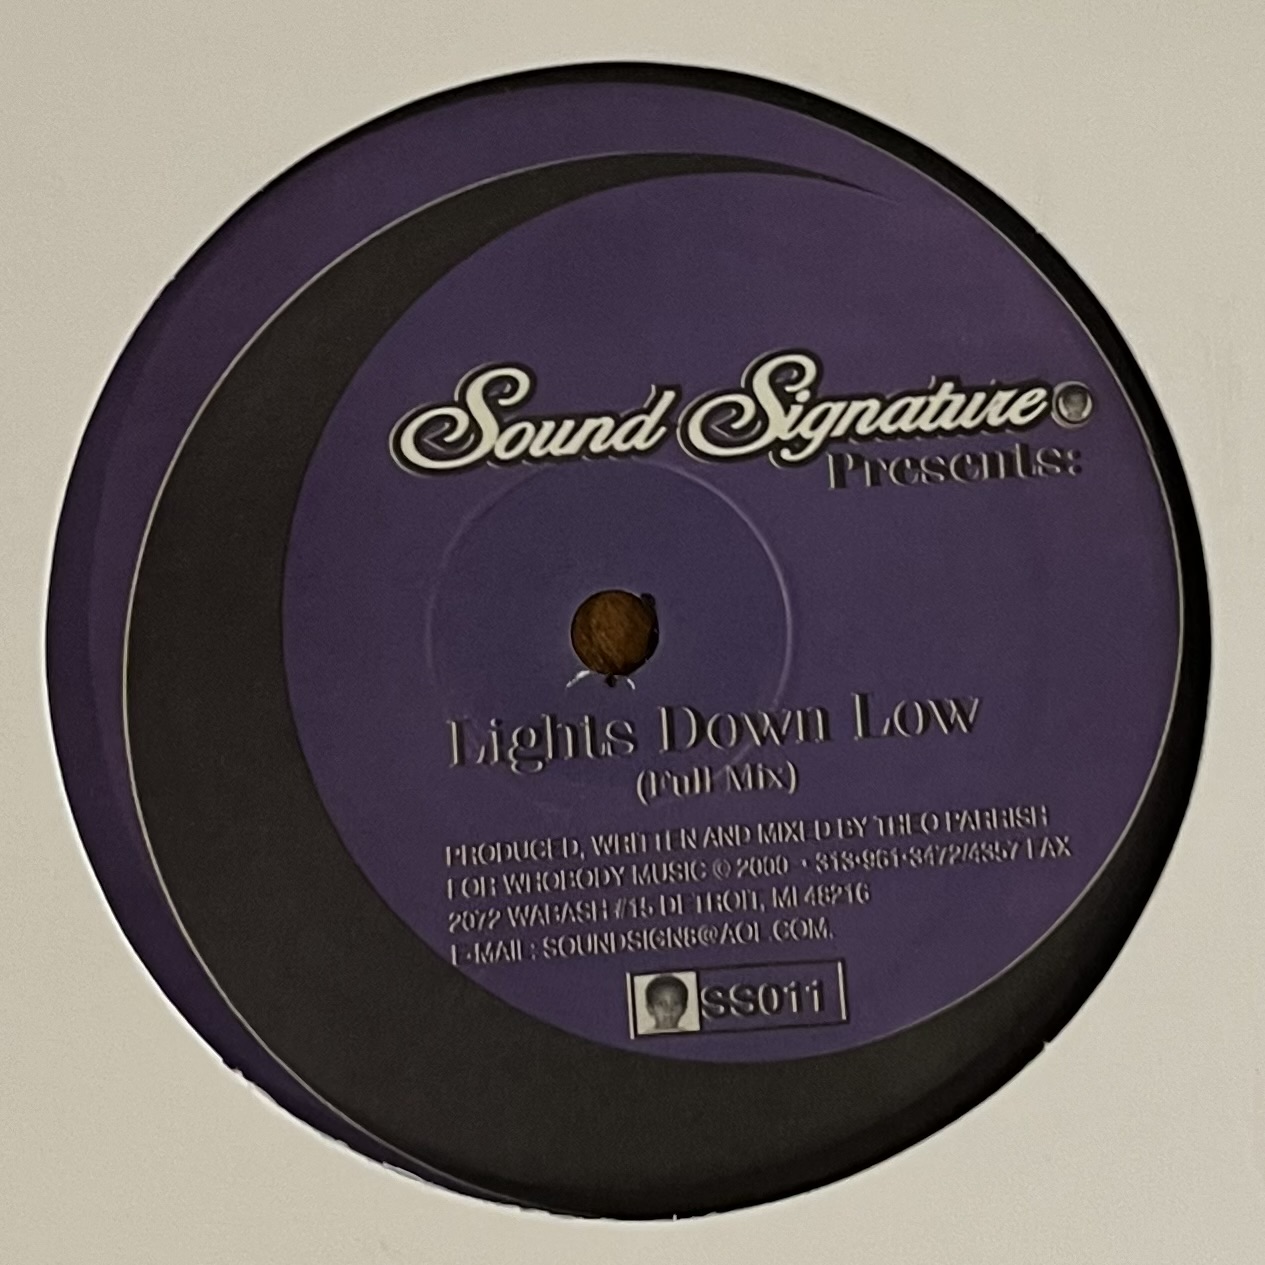 Sound Signature
Presents:
Lights Down Low
(Full Mix)
PRODUCED, WRITTEN AND MIXED BY THEO PARRISH
FOR WHOBODY MUSIC © 2000 • 313•961•3472/4357 FAX
2072 WABASH #15 DETROIT, MI 48216
E-MAIL: SOUNDSIGN8@AOL.COM.
SS011